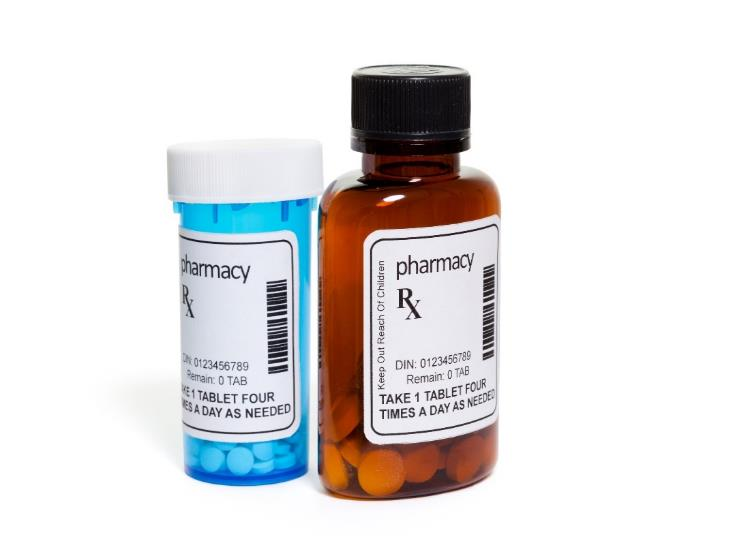 pharmacy
Rx
DIN: 0123456789
Remain: 0 TAB
TAKE 1 TABLET FOUR
TIMES A DAY AS NEEDED
Keep Out Reach Of Children
pharmacy
Rx
DIN: 0123456789
Remain: 0 TAB
TAKE 1 TABLET FOUR
TIMES A DAY AS NEEDED